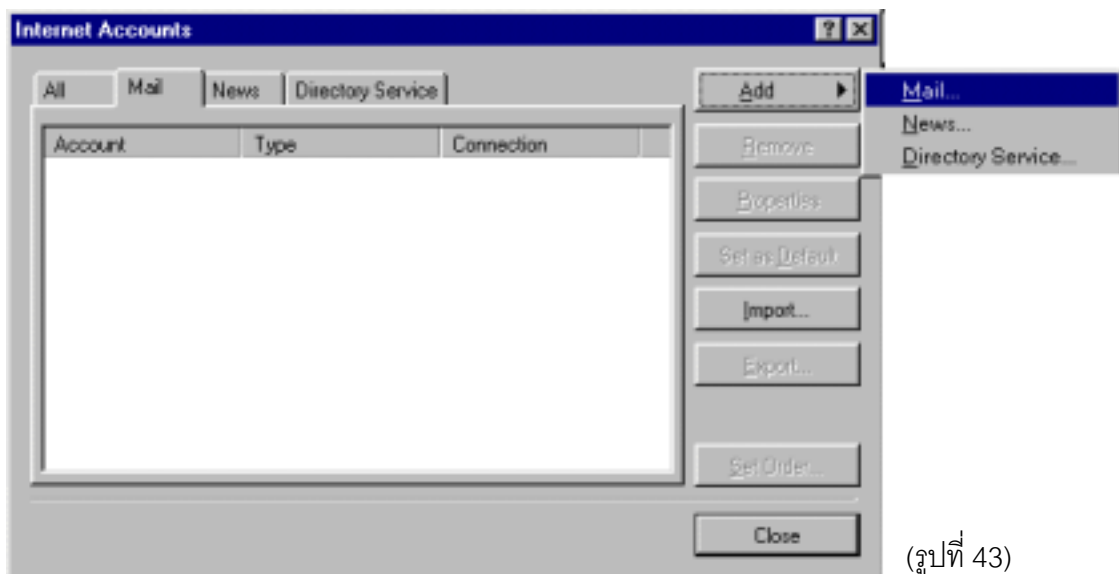 Internet Accounts
All Mail News Directory Service
Account Type Connection
Add
Remove
Properties
Set as Default
Import...
Export...
Set Order...
Close
Mail...
News...
Directory Service...
(รูปที่ 43)